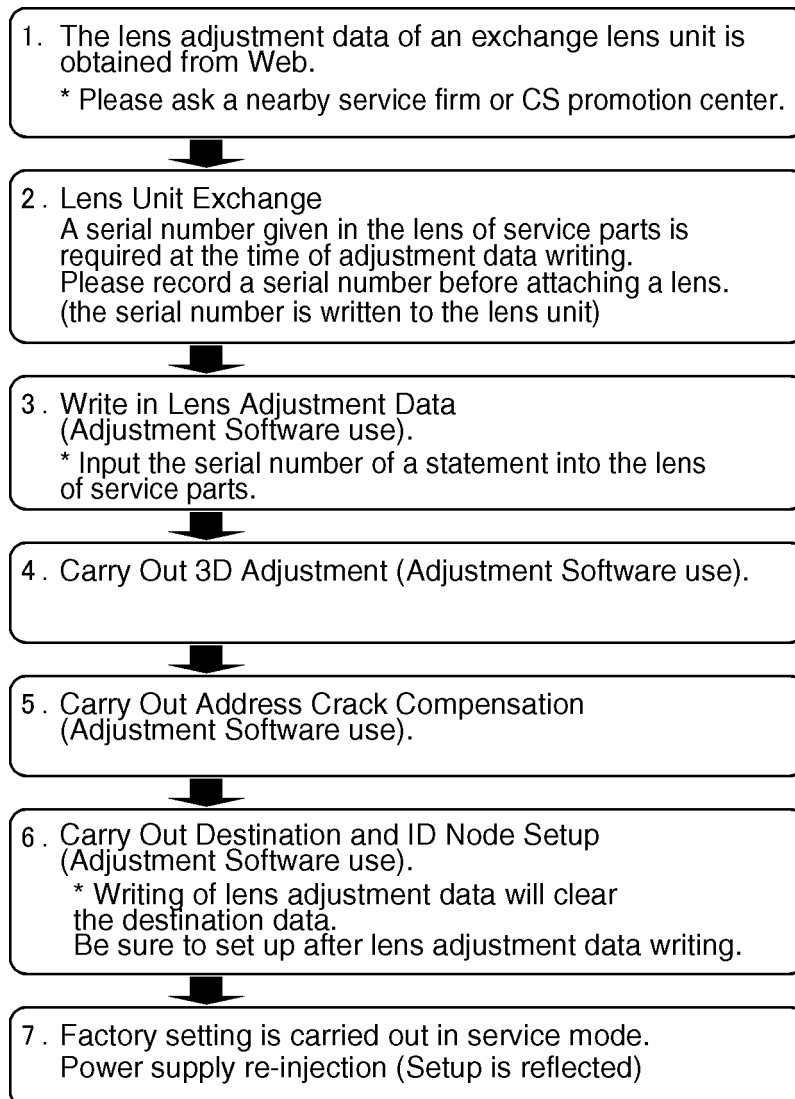 1. The lens adjustment data of an exchange lens unit is
obtained from Web.
* Please ask a nearby service firm or CS promotion center.
2. Lens Unit Exchange
A serial number given in the lens of service parts is
required at the time of adjustment data writing.
Please record a serial number before attaching a lens.
(the serial number is written to the lens unit)
3. Write in Lens Adjustment Data
(Adjustment Software use).
* Input the serial number of a statement into the lens
of service parts.
4. Carry Out 3D Adjustment (Adjustment Software use).
5. Carry Out Address Crack Compensation
(Adjustment Software use).
6. Carry Out Destination and ID Node Setup
(Adjustment Software use).
* Writing of lens adjustment data will clear
the destination data.
Be sure to set up after lens adjustment data writing.
7. Factory setting is carried out in service mode.
Power supply re-injection (Setup is reflected)